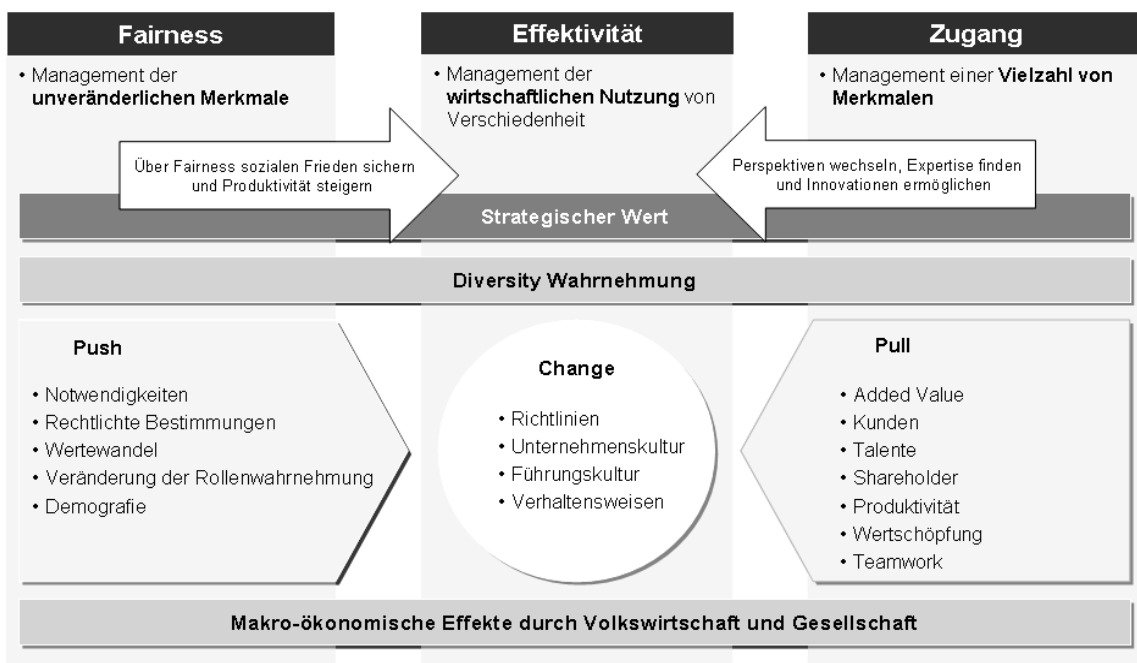 Fairness
• Management der
unveränderlichen Merkmale
Effektivität
• Management der
wirtschaftlichen Nutzung von
Verschiedenheit
Zugang
• Management einer Vielzahl von
Merkmalen
Über Fairness sozialen Frieden sichern
und Produktivität steigern
Perspektiven wechseln, Expertise finden
und Innovationen ermöglichen
Strategischer Wert
Diversity Wahrnehmung
Push
• Notwendigkeiten
• Rechtlichte Bestimmungen
• Wertewandel
• Veränderung der Rollenwahrnehmung
• Demografie
Change
• Richtlinien
• Unternehmenskultur
• Führungskultur
• Verhaltensweisen
Pull
• Added Value
• Kunden
• Talente
• Shareholder
• Produktivität
• Wertschöpfung
• Teamwork
Makro-ökonomische Effekte durch Volkswirtschaft und Gesellschaft